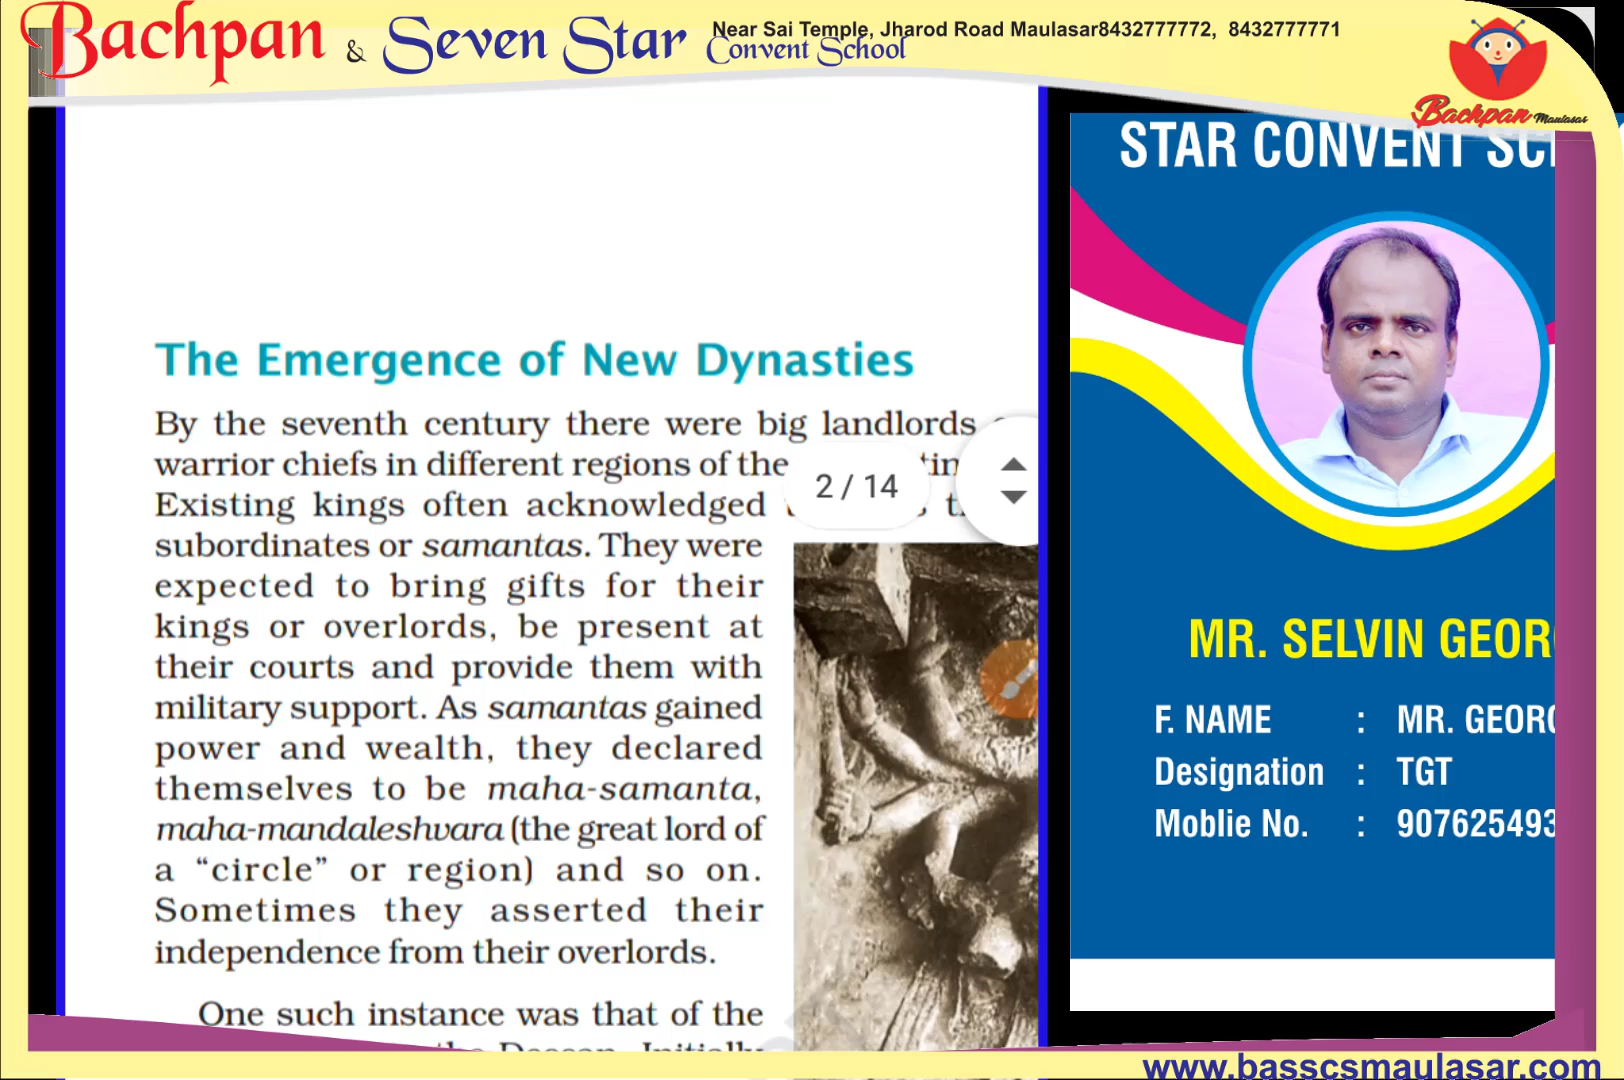 Bachpan & Seven Star Convent School
Near Sai Temple, Jharod Road Maulasar8432777772, 8432777771
Bachpan Maulasar
STAR CONVENT
The Emergence of New Dynasties
By the seventh century there were big landlords
warrior chiefs in different regions of the
Existing kings often acknowledged
2 / 14
subordinates or samantas. They were
expected to bring gifts for their
kings or overlords, be present at
their courts and provide them with
military support. As samantas gained
power and wealth, they declared
themselves to be maha-samanta,
maha-mandaleshvara (the great lord of
a “circle” or region) and so on.
Sometimes they asserted their
independence from their overlords.
One such instance was that of the
the Deccan. Initially
MR. SELVIN GEOR
F. NAME : MR. GEOR
Designation : TGT
Moblie No. : 907625493
www.basscsmaulasar.com